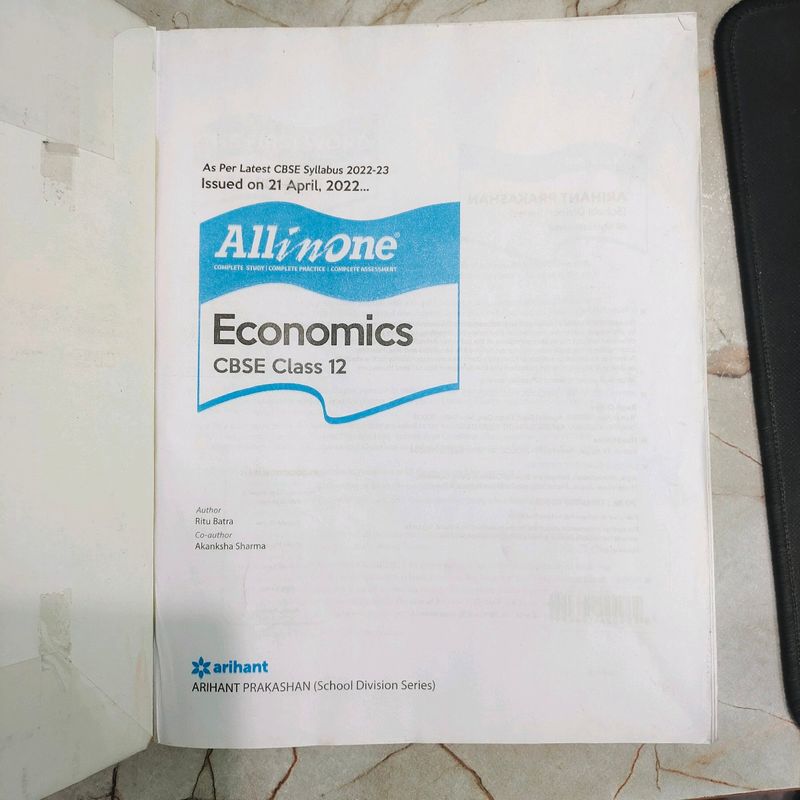 As Per Latest CBSE Syllabus 2022-23
Issued on 21 April, 2022...
All in One®
COMPLETE STUDY | COMPLETE PRACTICE | COMPLETE ASSESSMENT
Economics
CBSE Class 12
Author
Ritu Batra
Co-author
Akanksha Sharma
arihant
ARIHANT PRAKASHAN (School Division Series)